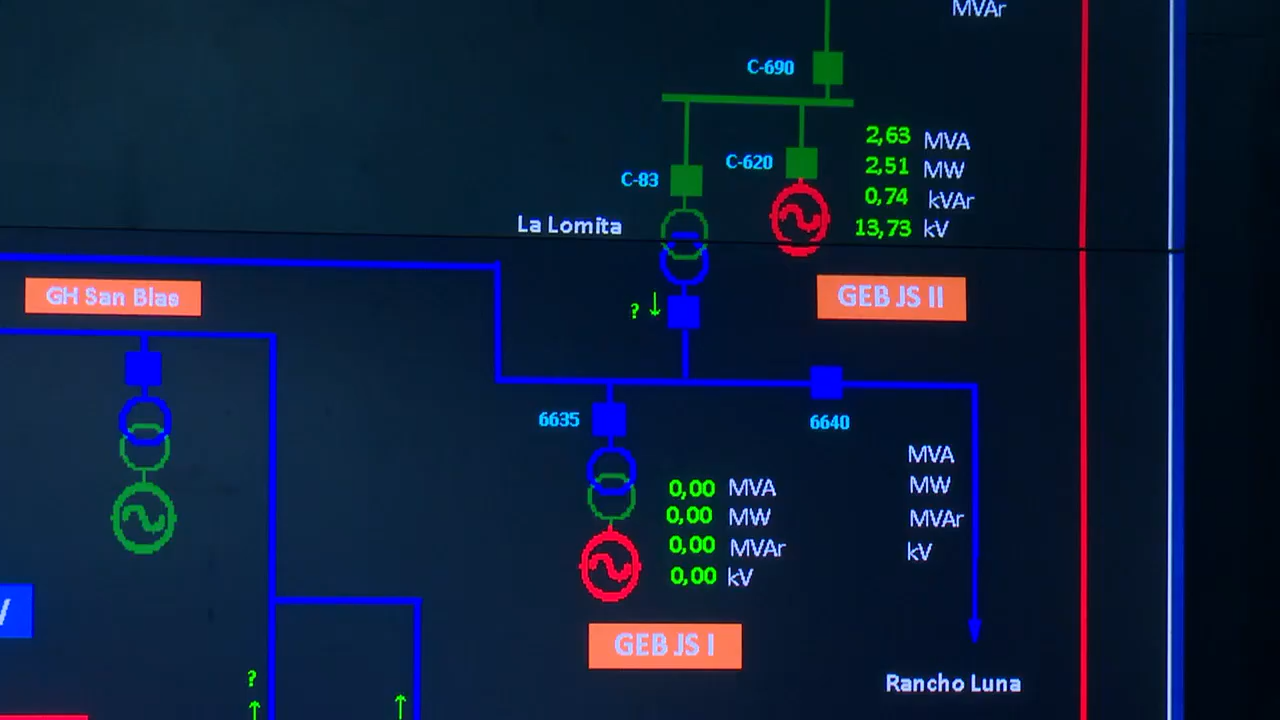 MVAr
C-690
2,63 MVA
C-620
2,51 MW
C-83
0,74 kVAr
La Lomita
13,73 kV
GH San Blas
GEB JS II
? ↓
6635
6640
MVA
0,00 MVA
MW
0,00 MW
MVAr
0,00 MVAr
kV
0,00 kV
V
GEB JS I
?
Rancho Luna